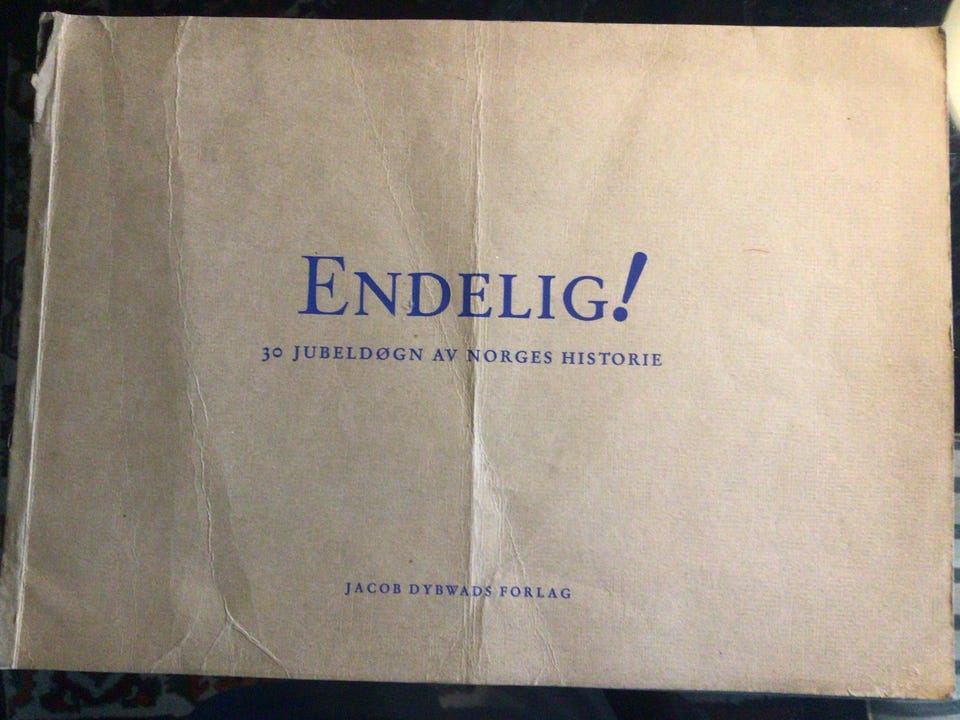 ENDELIG!
30 JUBELDØGN AV NORGES HISTORIE
JACOB DYBWADS FORLAG